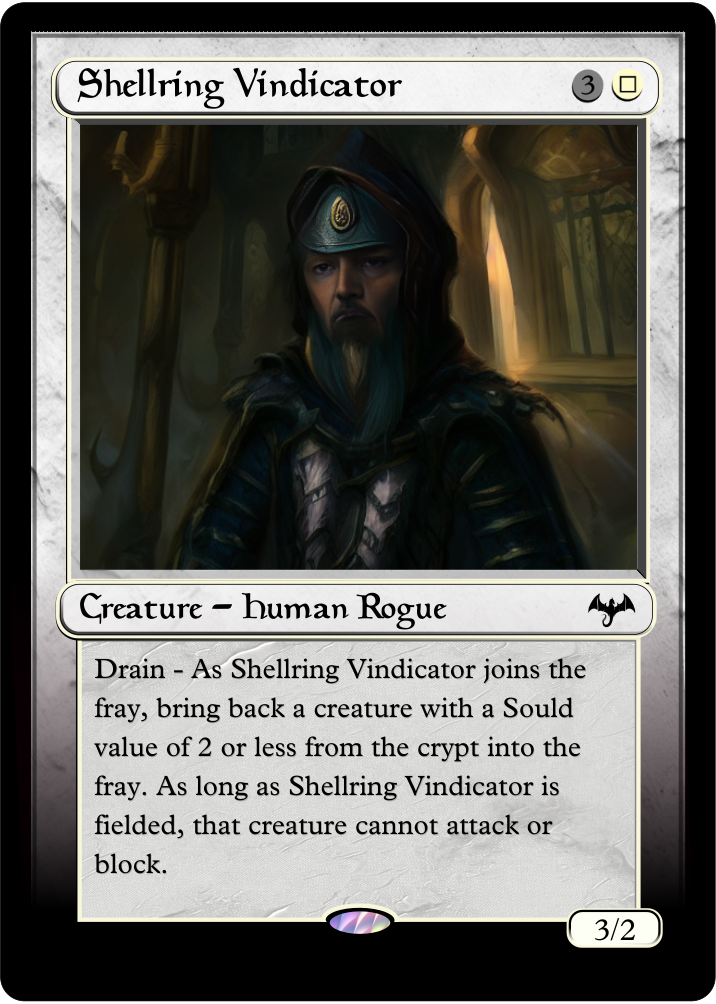 Shellring Vindicator 3
Creature – Human Rogue
Drain - As Shellring Vindicator joins the
fray, bring back a creature with a Sould
value of 2 or less from the crypt into the
fray. As long as Shellring Vindicator is
fielded, that creature cannot attack or
block.
3/2